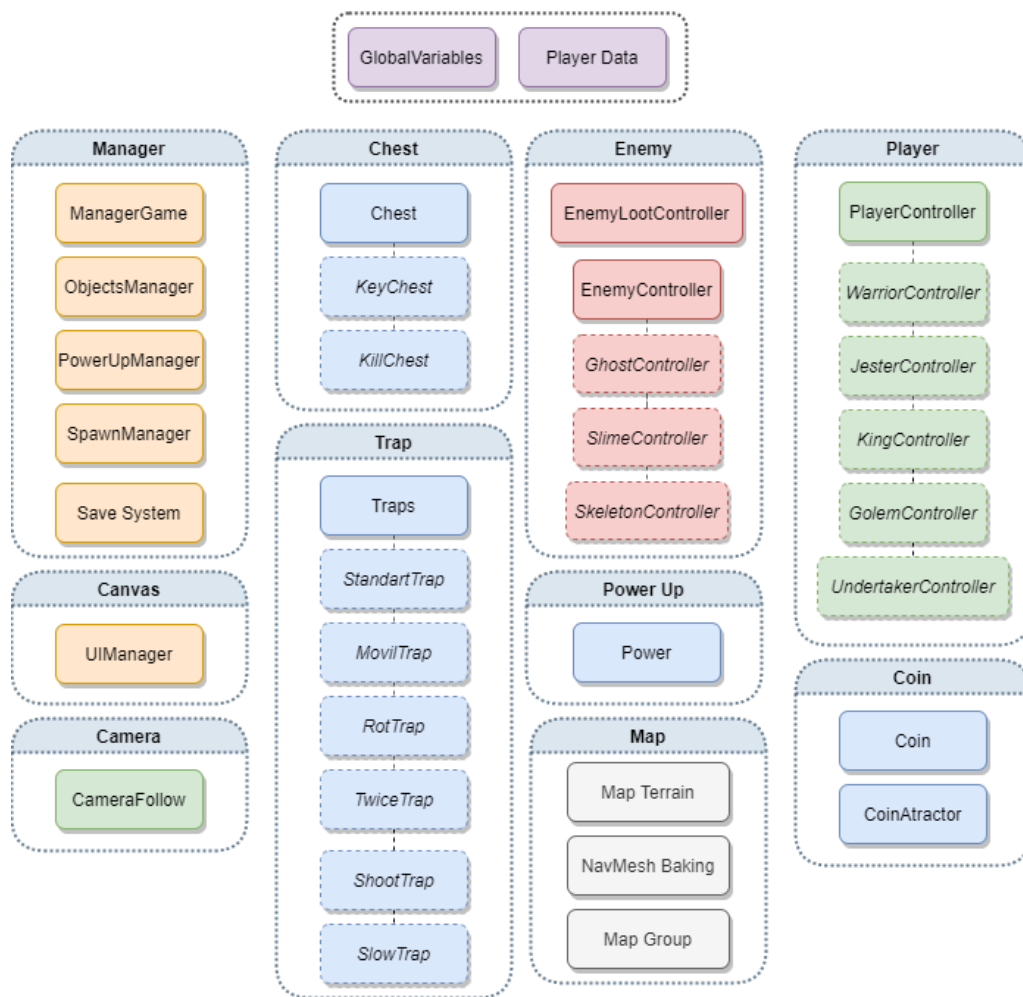 GlobalVariables
Player Data
Manager
ManagerGame
ObjectsManager
PowerUpManager
SpawnManager
Save System
Canvas
UIManager
Camera
CameraFollow
Chest
Chest
KeyChest
KillChest
Trap
Traps
StandartTrap
MovilTrap
RotTrap
TwiceTrap
ShootTrap
SlowTrap
Enemy
EnemyLootController
EnemyController
GhostController
SlimeController
SkeletonController
Power Up
Power
Map
Map Terrain
NavMesh Baking
Map Group
Player
PlayerController
WarriorController
JesterController
KingController
GolemController
UndertakerController
Coin
Coin
CoinAtractor